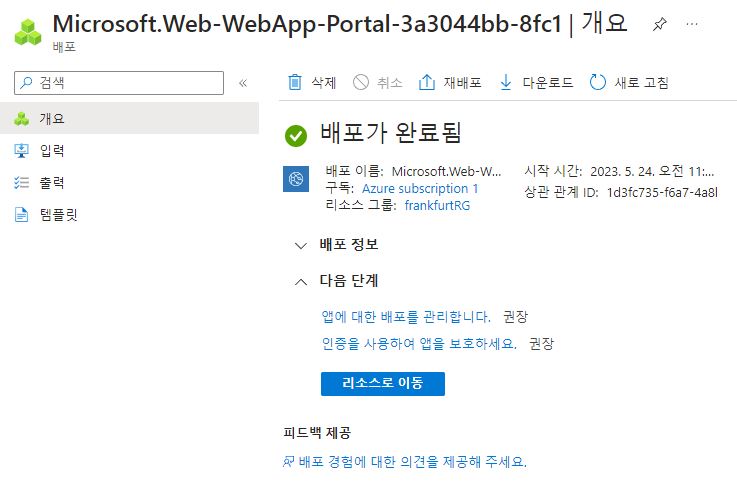 Microsoft.Web-WebApp-Portal-3a3044bb-8fc1 | 개요
배포
검색
«
삭제
취소
재배포
다운로드
새로 고침
개요
입력
출력
템플릿
배포가 완료됨
배포 이름: Microsoft.Web-W...
구독: Azure subscription 1
리소스 그룹: frankfurtRG
시작 시간: 2023. 5. 24. 오전 11:...
상관 관계 ID: 1d3fc735-f6a7-4a8l
배포 정보
다음 단계
앱에 대한 배포를 관리합니다. 권장
인증을 사용하여 앱을 보호하세요. 권장
리소스로 이동
피드백 제공
배포 경험에 대한 의견을 제공해 주세요.